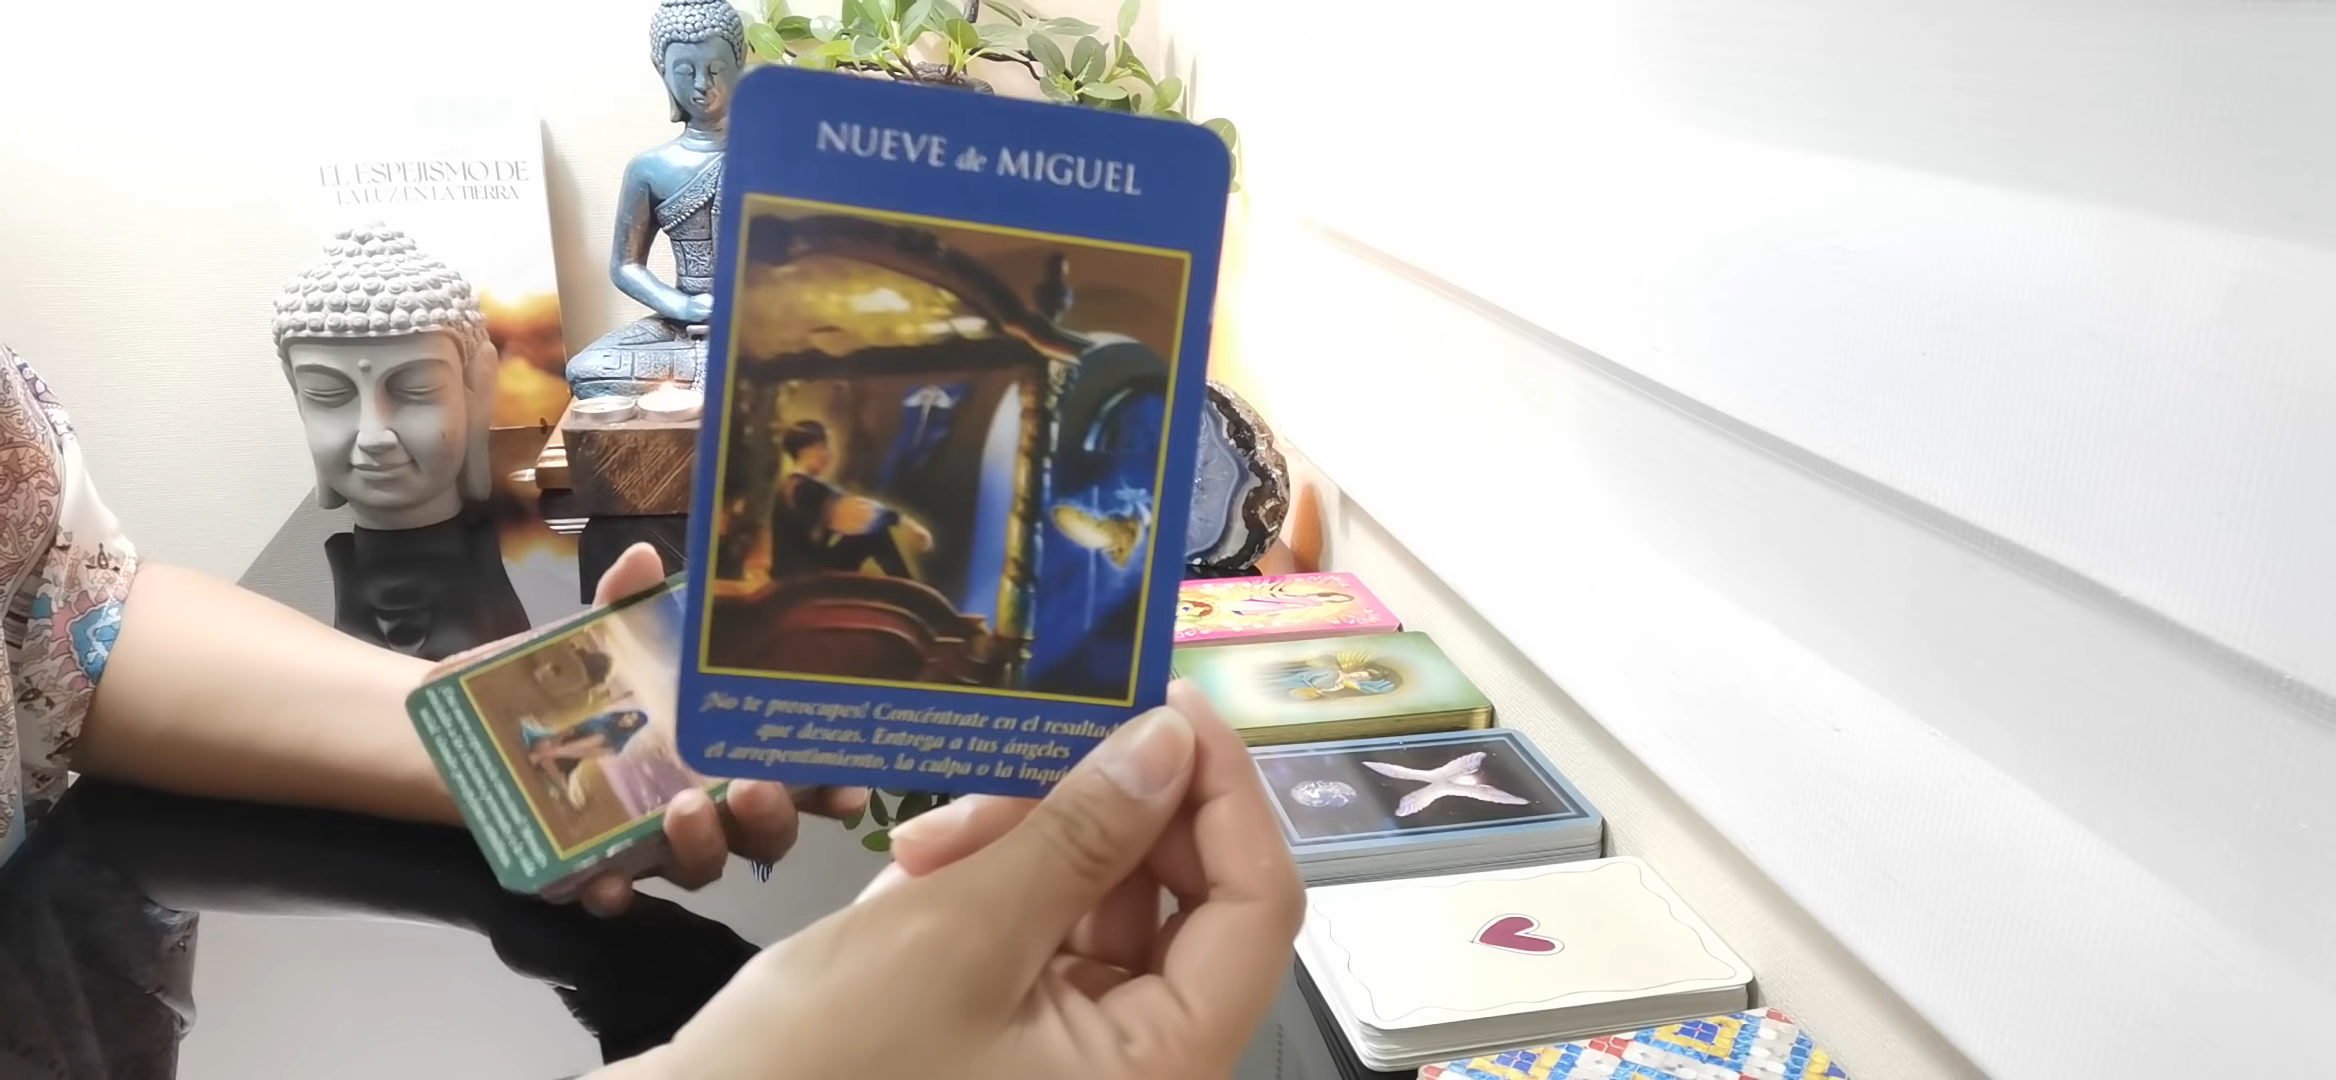 EL ESPEJISMO DE
LA LUZ EN LA TIERRA
NUEVE de MIGUEL
¡No te preocupes! Concéntrate en el resultad
que deseas. Entrega a tus ángeles
el arrepentimiento, la culpa o la inqui